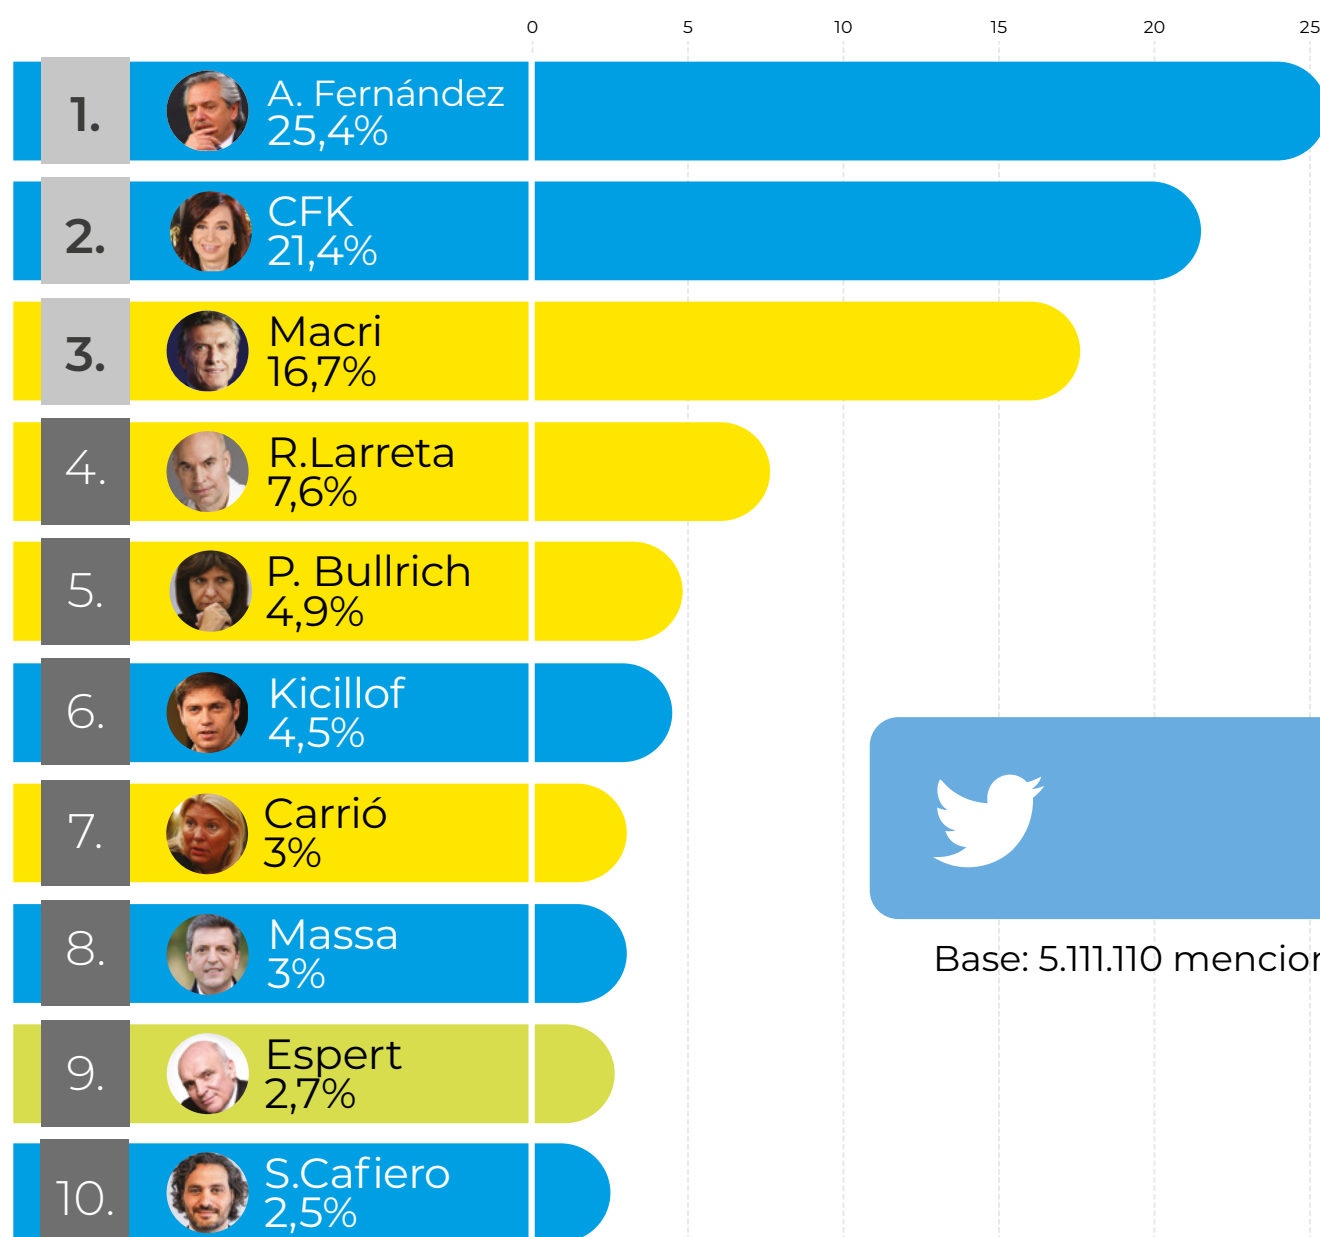 0 5 10 15 20 25
1.
A. Fernández
25,4%
2.
CFK
21,4%
3.
Macri
16,7%
4.
R.Larreta
7,6%
5.
P. Bullrich
4,9%
6.
Kicillof
4,5%
7.
Carrió
3%
8.
Massa
3%
Base: 5.111.110
9.
Espert
2,7%
10.
S.Cafiero
2,5%